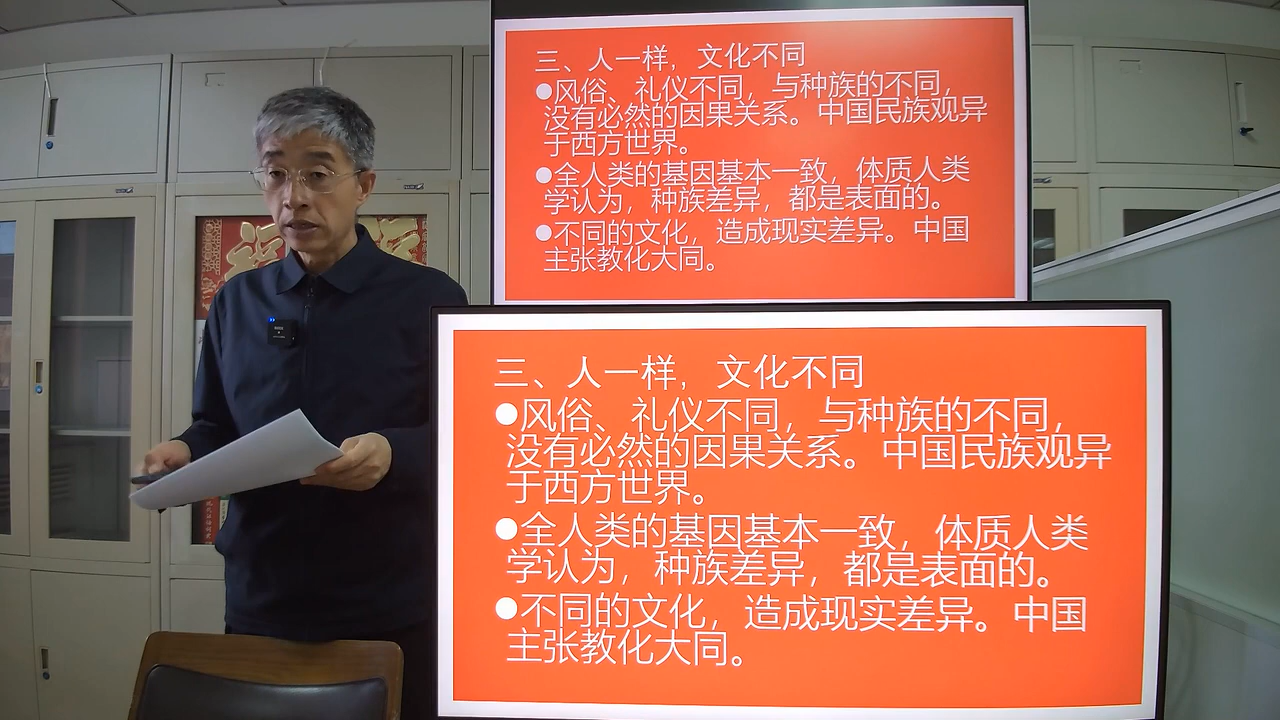 三、人一样，文化不同
●风俗、礼仪不同，与种族的不同，
没有必然的因果关系。中国民族观异
于西方世界。
●全人类的基因基本一致，体质人类
学认为，种族差异，都是表面的。
●不同的文化，造成现实差异。中国
主张教化大同。
三、人一样，文化不同
●风俗、礼仪不同，与种族的不同，
没有必然的因果关系。中国民族观异
于西方世界。
●全人类的基因基本一致，体质人类
学认为，种族差异，都是表面的。
●不同的文化，造成现实差异。中国
主张教化大同。